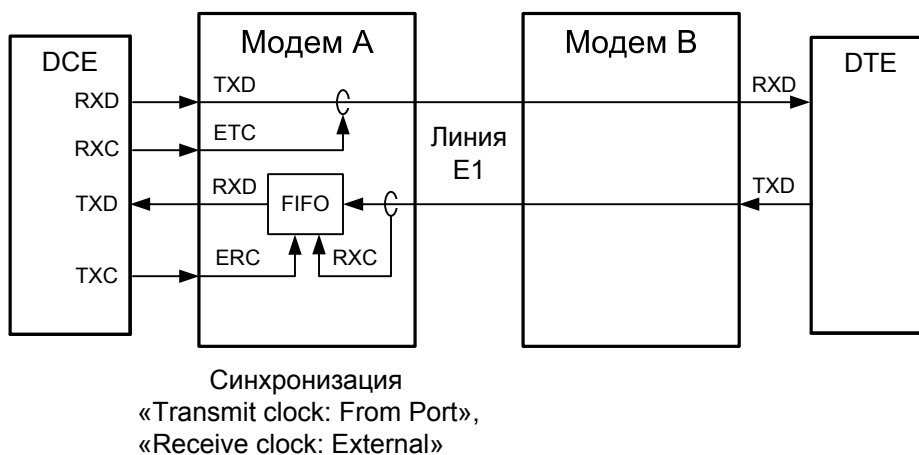 Модем A
Модем B
DCE
DTE
RXD
TXD
RXD
RXC
ETC
Линия
E1
TXD
RXD
FIFO
TXD
TXC
ERC
RXC
Синхронизация
«Transmit clock: From Port»,
«Receive clock: External»